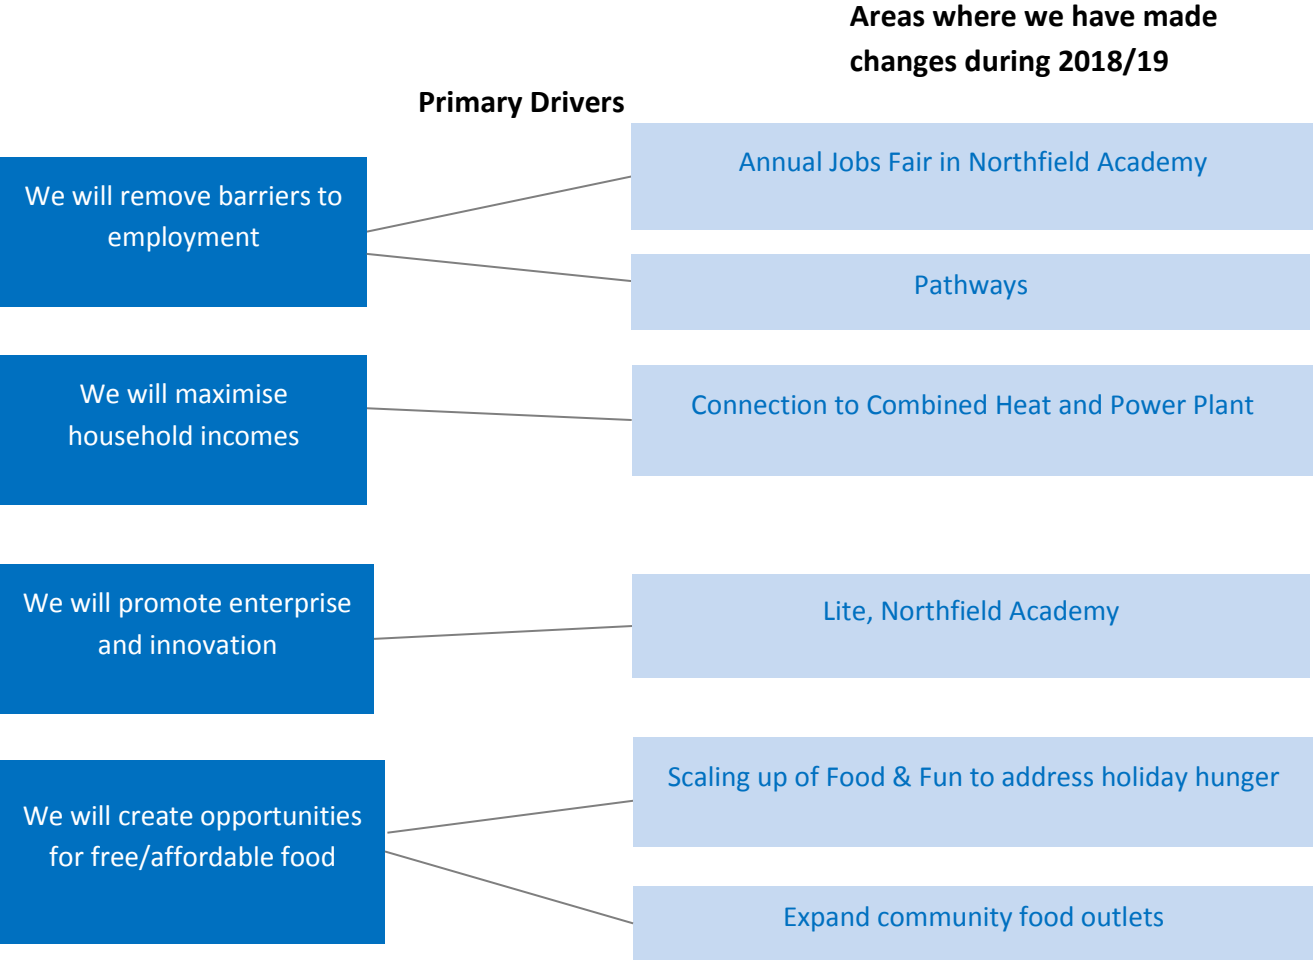 Areas where we have made
changes during 2018/19
Primary Drivers
We will remove barriers to
employment
Annual Jobs Fair in Northfield Academy
Pathways
We will maximise
household incomes
Connection to Combined Heat and Power Plant
We will promote enterprise
and innovation
Lite, Northfield Academy
We will create opportunities
for free/affordable food
Scaling up of Food & Fun to address holiday hunger
Expand community food outlets